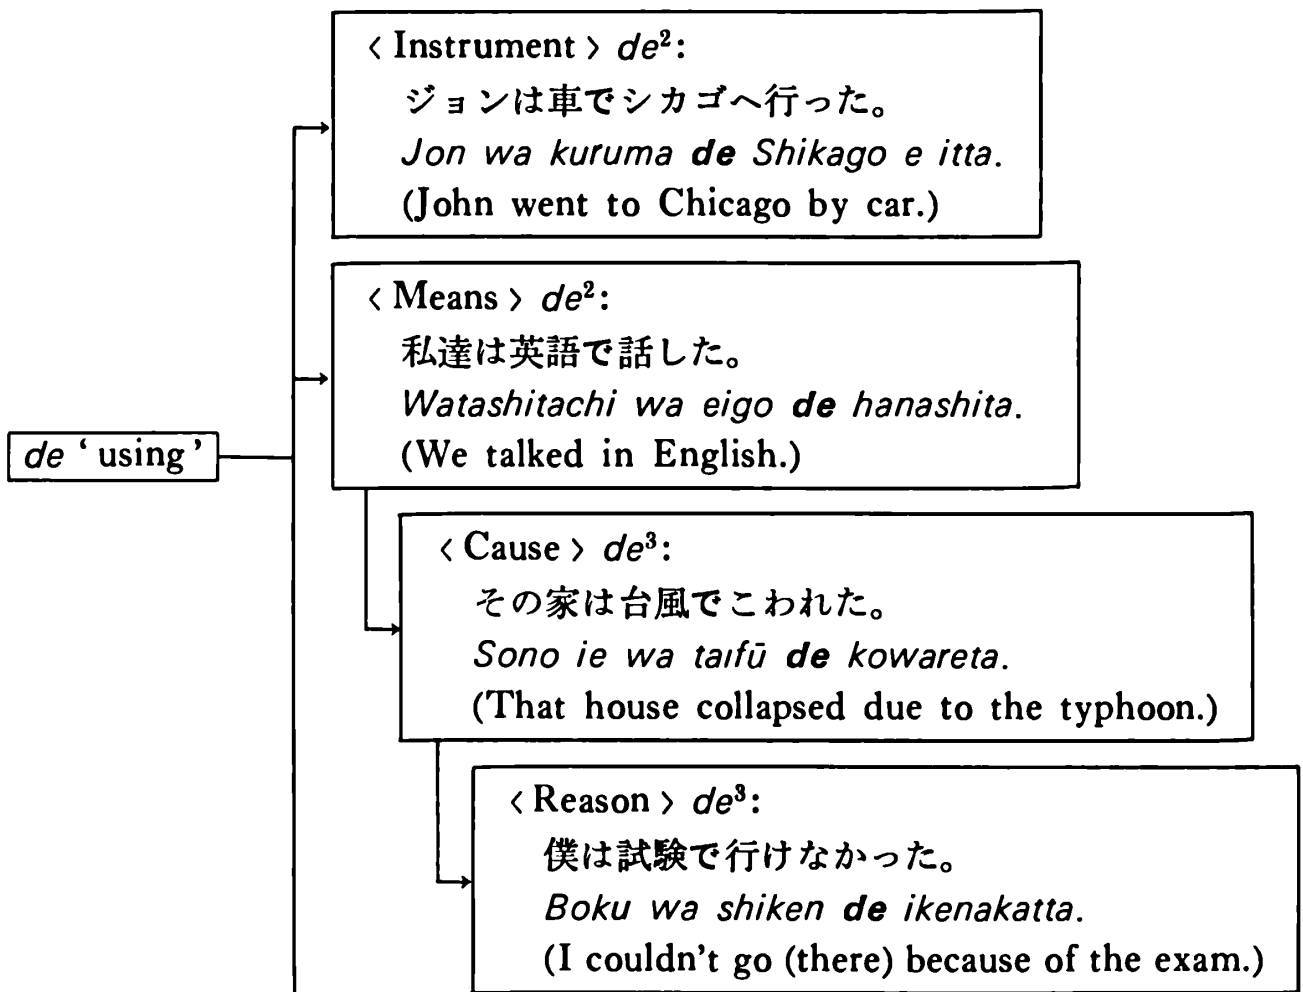 〈 Instrument 〉 de²:
ジョンは車でシカゴへ行った。
Jon wa kuruma de Shikago e itta.
(John went to Chicago by car.)
〈 Means 〉 de²:
私達は英語で話した。
Watashitachi wa eigo de hanashita.
(We talked in English.)
de ‘ using ’
〈 Cause 〉 de³:
その家は台風でこわれた。
Sono ie wa taifū de kowareta.
(That house collapsed due to the typhoon.)
〈 Reason 〉 de³:
僕は試験で行けなかった。
Boku wa shiken de ikenakatta.
(I couldn't go (there) because of the exam.)